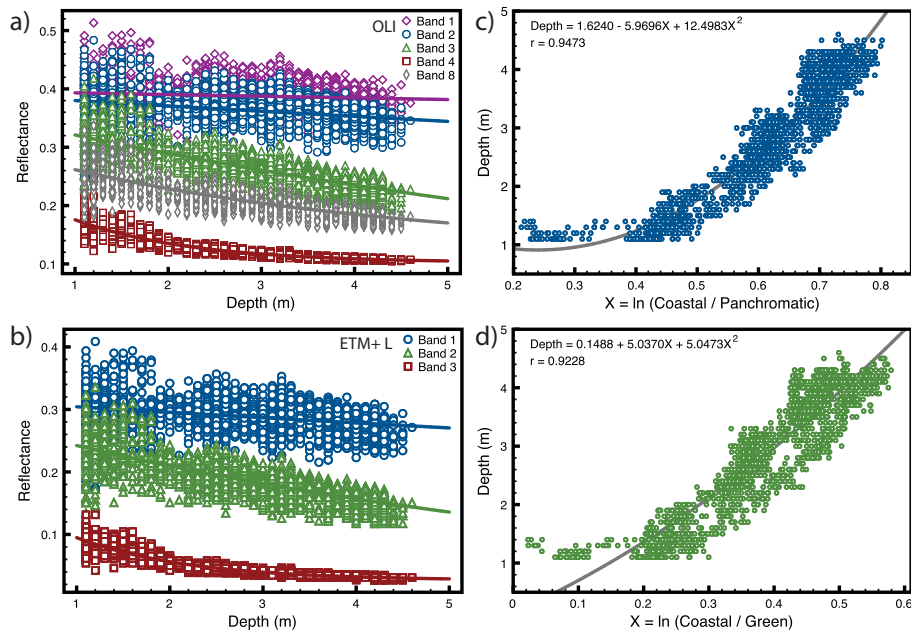 a)
OLI
Band 1
Band 2
Band 3
Band 4
Band 8
0.5
0.4
0.3
0.2
0.1
Reflectance
1 2 3 4 5
Depth (m)
c)
Depth = 1.6240 - 5.9696X + 12.4983X²
r = 0.9473
5
4
3
2
1
Depth (m)
0.2 0.3 0.4 0.5 0.6 0.7 0.8
X = ln (Coastal / Panchromatic)
b)
ETM+ L
Band 1
Band 2
Band 3
0.4
0.3
0.2
0.1
Reflectance
1 2 3 4 5
Depth (m)
d)
Depth = 0.1488 + 5.0370X + 5.0473X²
r = 0.9228
5
4
3
2
1
Depth (m)
0 0.1 0.2 0.3 0.4 0.5 0.6
X = ln (Coastal / Green)